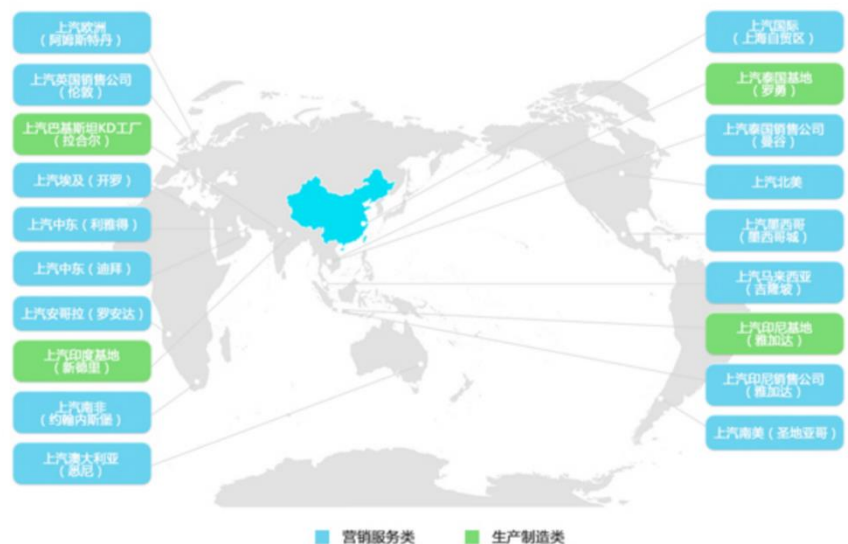 上汽欧洲
（阿姆斯特丹）
上汽英国销售公司
（伦敦）
上汽巴基斯坦KD工厂
（拉合尔）
上汽埃及（开罗）
上汽中东（利雅得）
上汽中东（迪拜）
上汽安哥拉（罗安达）
上汽印度基地
（新德里）
上汽南非
（约翰内斯堡）
上汽澳大利亚
（悉尼）
上汽国际
（上海自贸区）
上汽泰国基地
（罗勇）
上汽泰国销售公司
（曼谷）
上汽北美
上汽墨西哥
（墨西哥城）
上汽马来西亚
（吉隆坡）
上汽印尼基地
（雅加达）
上汽印尼销售公司
（雅加达）
上汽南美（圣地亚哥）
营销服务类
生产制造类